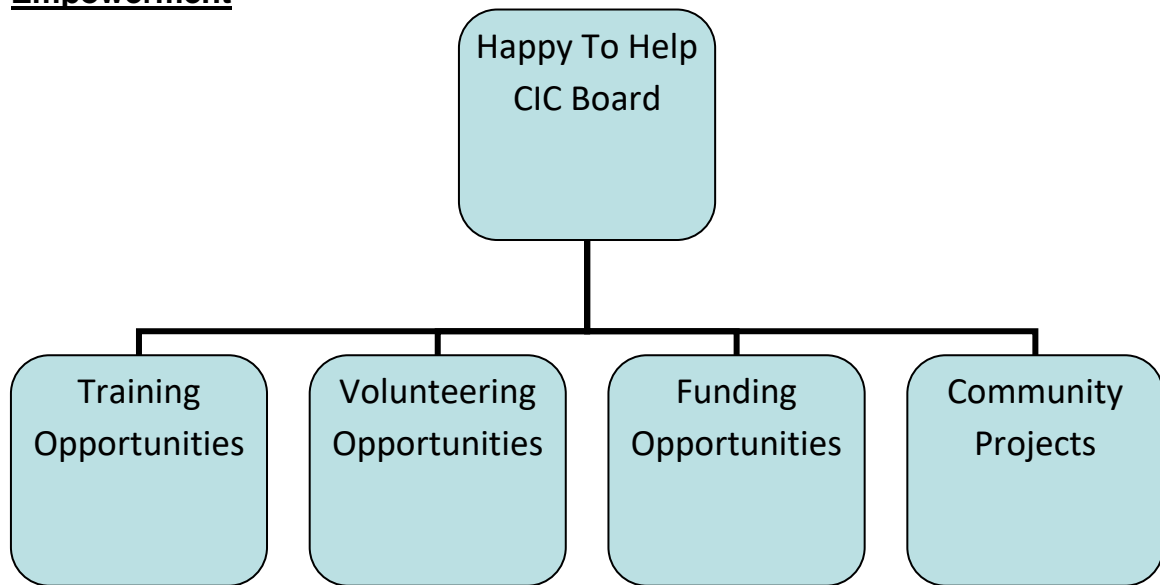 Empowerment
Happy To Help
CIC Board
Training
Opportunities
Volunteering
Opportunities
Funding
Opportunities
Community
Projects